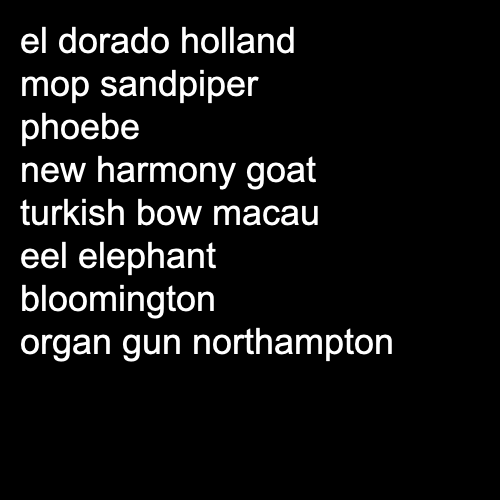 el dorado holland
mop sandpiper
phoebe
new harmony goat
turkish bow macau
eel elephant
bloomington
organ gun northampton